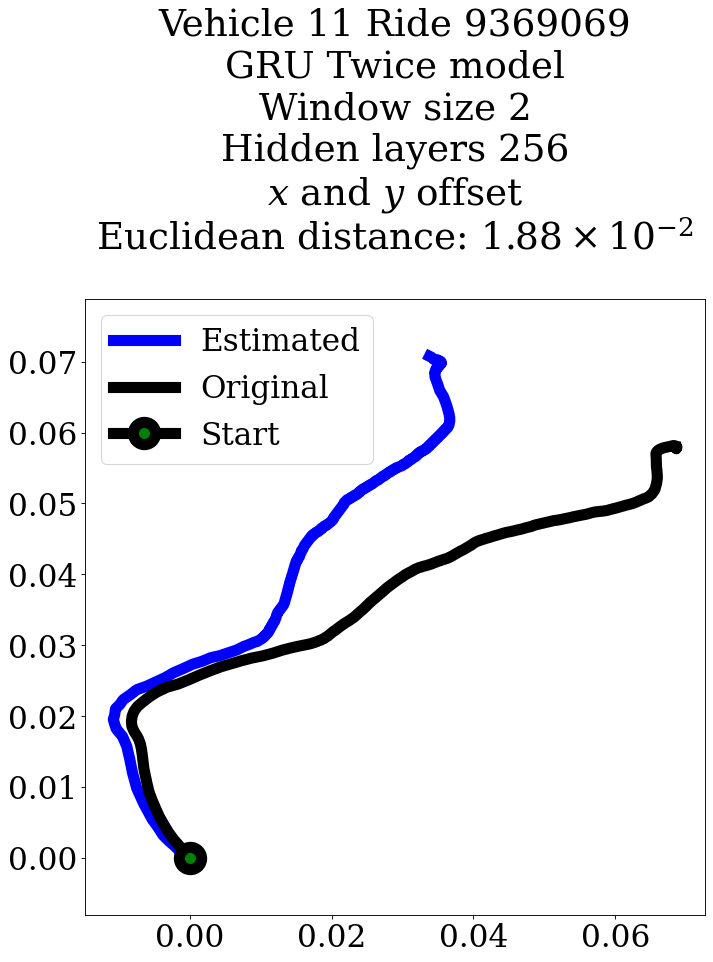 Vehicle 11 Ride 9369069
GRU Twice model
Window size 2
Hidden layers 256
x and y offset
Euclidean distance: 1.88 × 10⁻²
Estimated
Original
Start
0.07
0.06
0.05
0.04
0.03
0.02
0.01
0.00
0.00 0.02 0.04 0.06